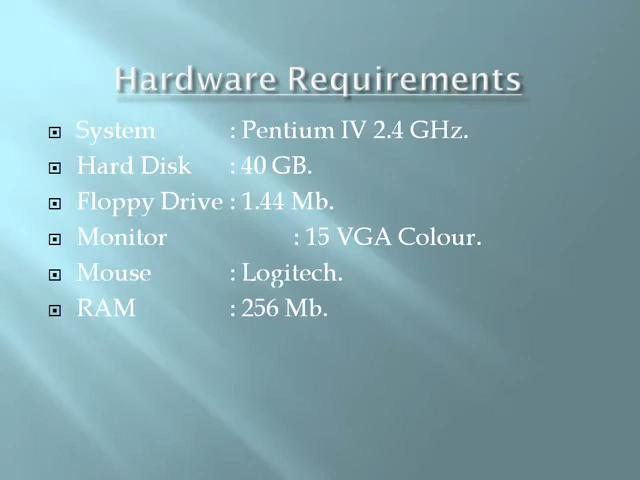 Hardware Requirements
System : Pentium IV 2.4 GHz.
Hard Disk : 40 GB.
Floppy Drive : 1.44 Mb.
Monitor : 15 VGA Colour.
Mouse : Logitech.
RAM : 256 Mb.